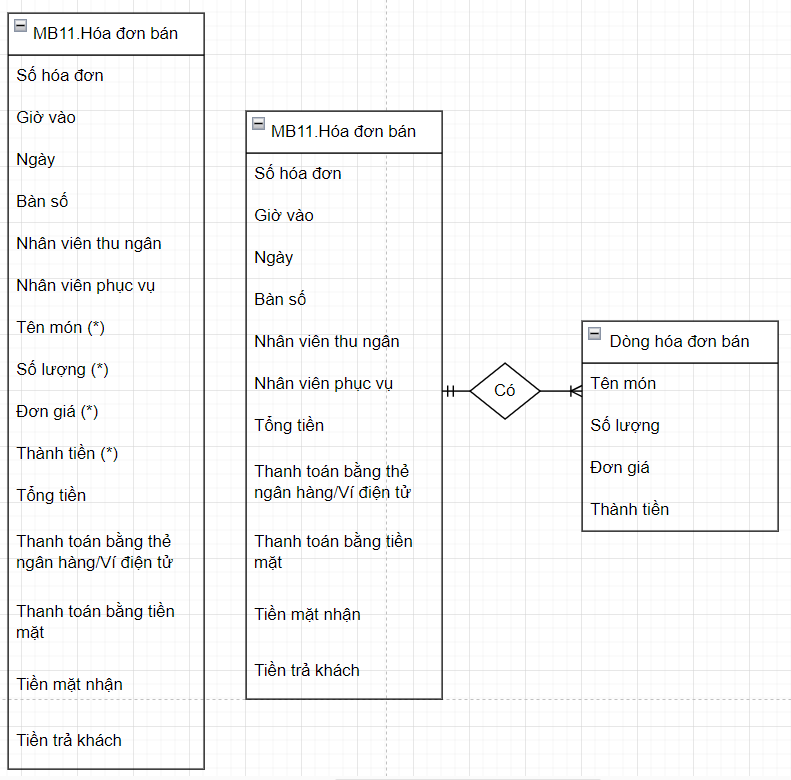 MB11.Hóa đơn bán
Số hóa đơn
Giờ vào
Ngày
Bàn số
Nhân viên thu ngân
Nhân viên phục vụ
Tên món (*)
Số lượng (*)
Đơn giá (*)
Thành tiền (*)
Tổng tiền
Thanh toán bằng thẻ
ngân hàng/Ví điện tử
Thanh toán bằng tiền
mặt
Tiền mặt nhận
Tiền trả khách
MB11.Hóa đơn bán
Số hóa đơn
Giờ vào
Ngày
Bàn số
Nhân viên thu ngân
Nhân viên phục vụ
Tổng tiền
Thanh toán bằng thẻ
ngân hàng/Ví điện tử
Thanh toán bằng tiền
mặt
Tiền mặt nhận
Tiền trả khách
Có
Dòng hóa đơn bán
Tên món
Số lượng
Đơn giá
Thành tiền